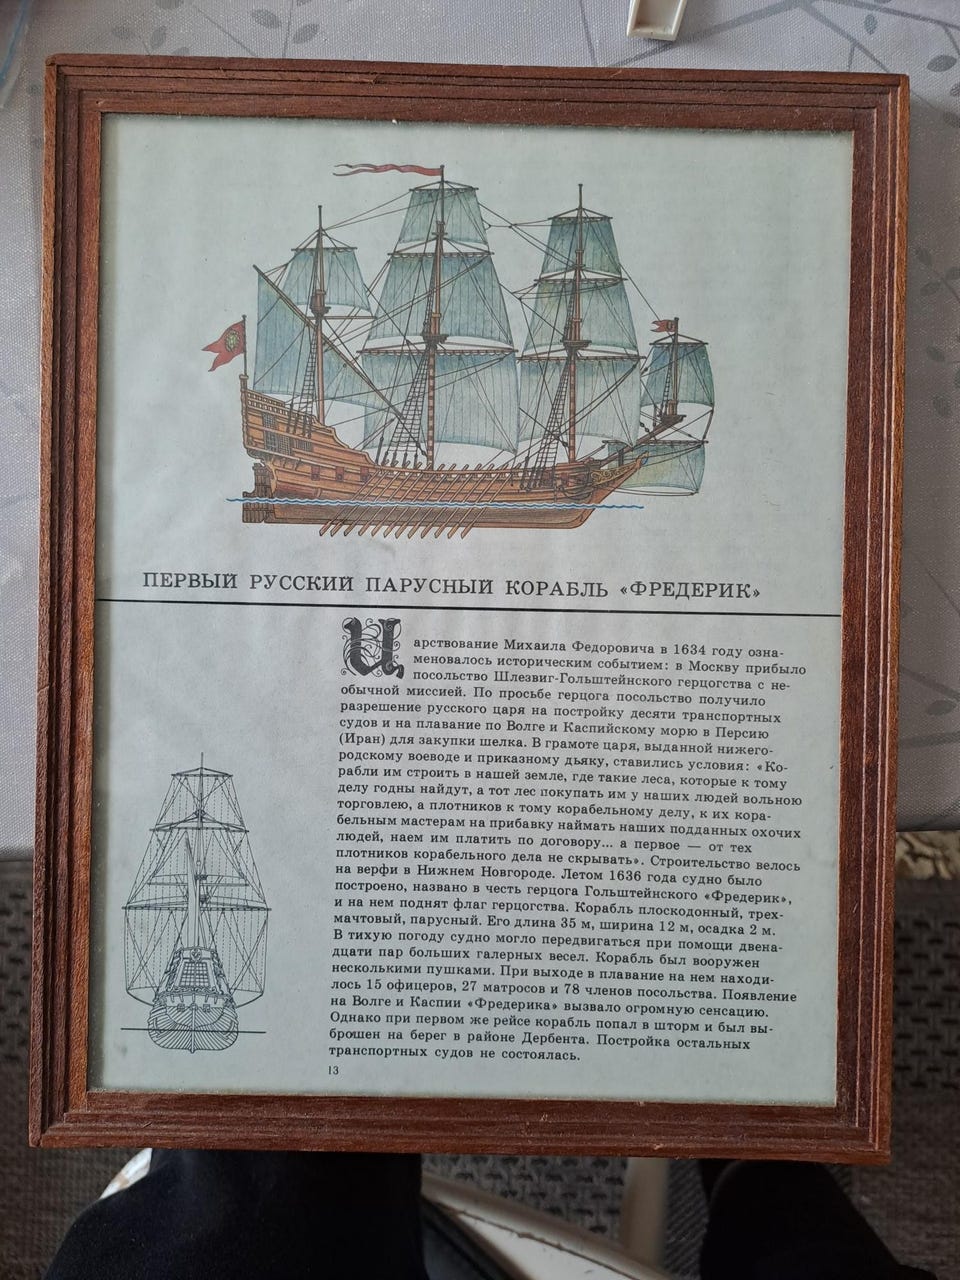 ПЕРВЫЙ РУССКИЙ ПАРУСНЫЙ КОРАБЛЬ «ФРЕДЕРИК»
Царствование Михаила Федоровича в 1634 году озна-
меновалось историческим событием: в Москву прибыло
посольство Шлезвиг-Гольштейнского герцогства с не-
обычной миссией. По просьбе герцога посольство получило
разрешение русского царя на постройку десяти транспортных
судов и на плавание по Волге и Каспийскому морю в Персию
(Иран) для закупки шелка. В грамоте царя, выданной нижего-
родскому воеводе и приказному дьяку, ставились условия: «Ко-
рабли им строить в нашей земле, где такие леса, которые к тому
делу годны найдут, а тот лес покупать им у наших людей вольною
торговлею, а плотников к тому корабельному делу, к их кора-
бельным мастерам на прибавку наймать наших подданных охочих
людей, наем им платить по договору... а первое — от тех
плотников корабельного дела не скрывать». Строительство велось
на верфи в Нижнем Новгороде. Летом 1636 года судно было
построено, названо в честь герцога Гольштейнского «Фредерик»,
и на нем поднят флаг герцогства. Корабль плоскодонный, трех-
мачтовый, парусный. Его длина 35 м, ширина 12 м, осадка 2 м.
В тихую погоду судно могло передвигаться при помощи двена-
дцати пар больших галерных весел. Корабль был вооружен
несколькими пушками. При выходе в плавание на нем находи-
лось 15 офицеров, 27 матросов и 78 членов посольства. Появление
на Волге и Каспии «Фредерика» вызвало огромную сенсацию.
Однако при первом же рейсе корабль попал в шторм и был вы-
брошен на берег в районе Дербента. Постройка остальных
транспортных судов не состоялась.
13